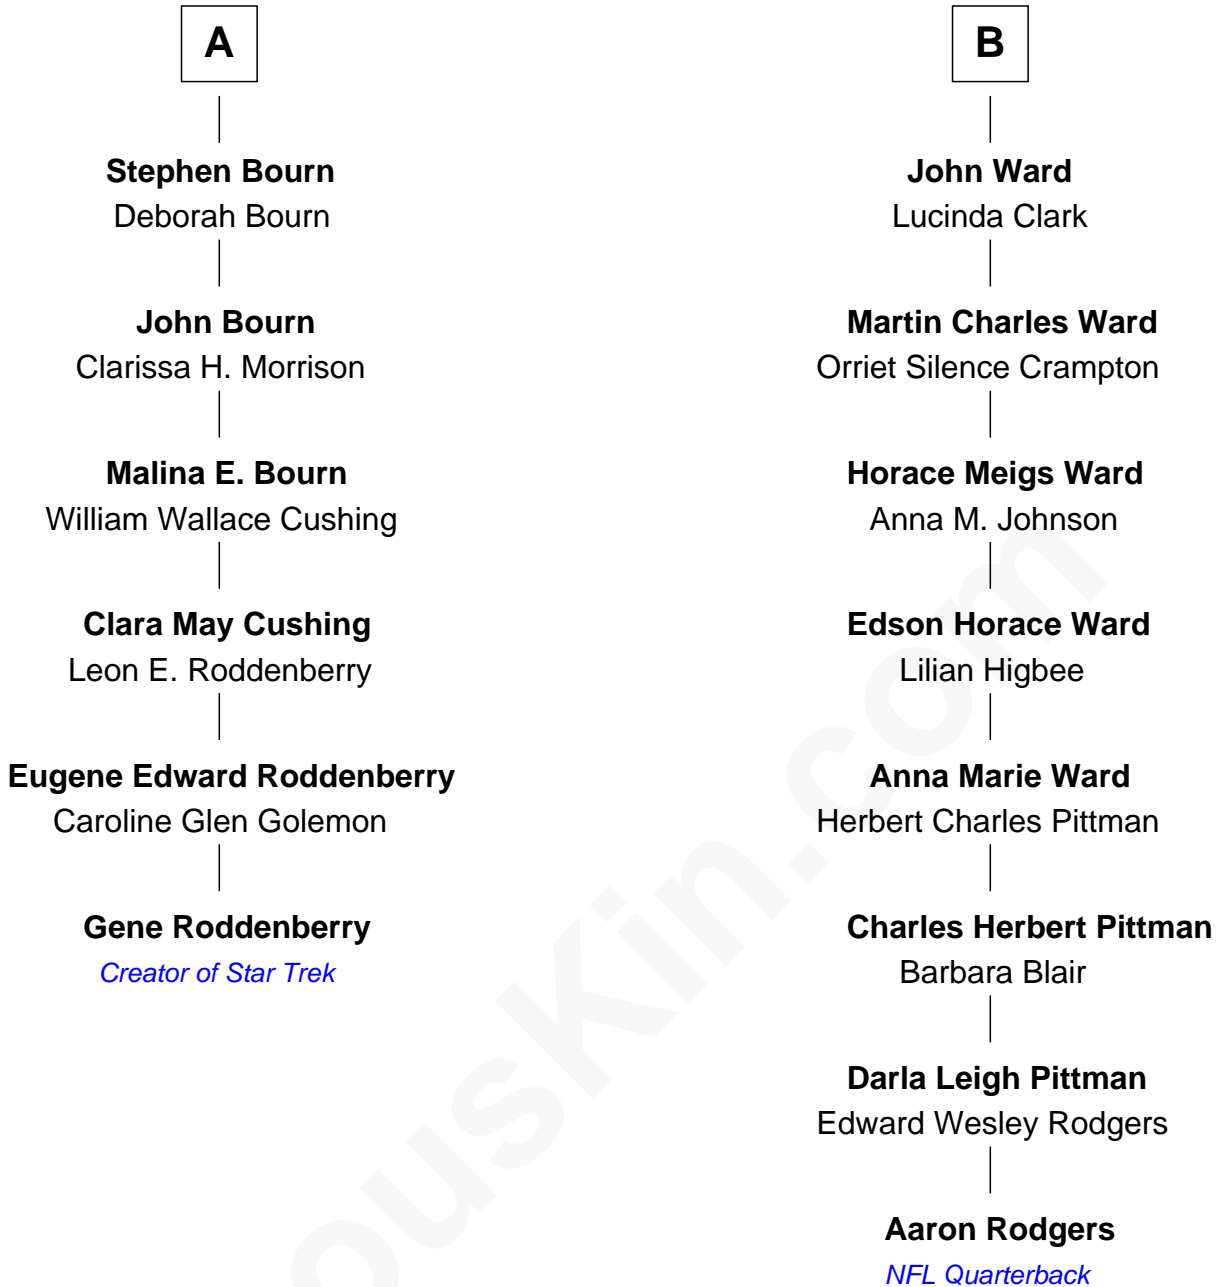 A
Stephen Bourn
Deborah Bourn
John Bourn
Clarissa H. Morrison
Malina E. Bourn
William Wallace Cushing
Clara May Cushing
Leon E. Roddenberry
Eugene Edward Roddenberry
Caroline Glen Golemon
Gene Roddenberry
Creator of Star Trek
B
John Ward
Lucinda Clark
Martin Charles Ward
Orriet Silence Crampton
Horace Meigs Ward
Anna M. Johnson
Edson Horace Ward
Lilian Higbee
Anna Marie Ward
Herbert Charles Pittman
Charles Herbert Pittman
Barbara Blair
Darla Leigh Pittman
Edward Wesley Rodgers
Aaron Rodgers
NFL Quarterback
ousKin.com